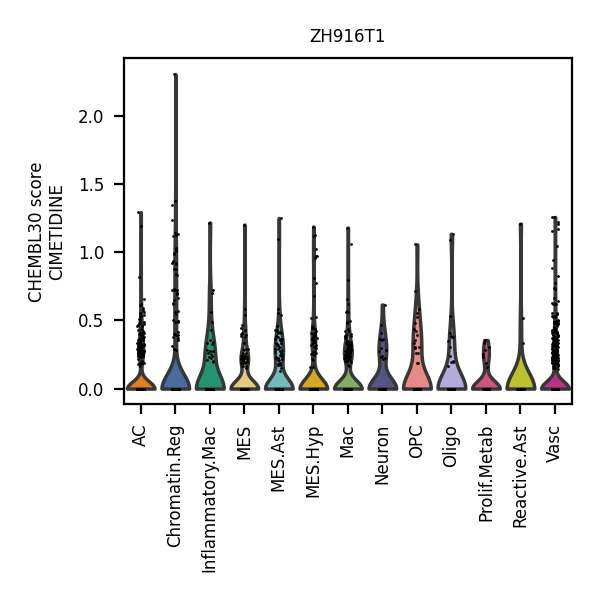 ZH916T1
CHEMBL30 score
CIMETIDINE
2.0
1.5
1.0
0.5
0.0
AC
Chromatin.Reg
Inflammatory.Mac
MES
MES.Ast
MES.Hyp
Mac
Neuron
OPC
Oligo
Prolif.Metab
Reactive.Ast
Vasc